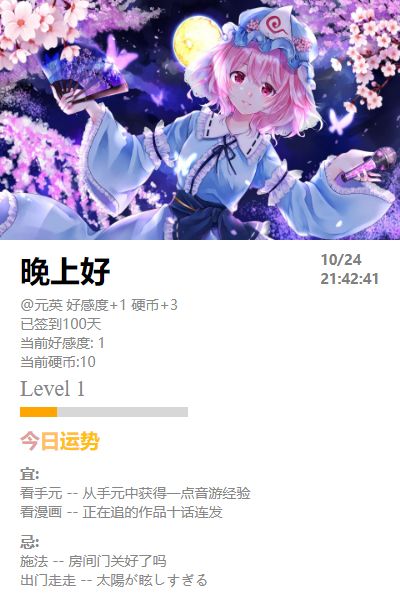 晚上好
10/24
21:42:41
@元英 好感度+1 硬币+3
已签到100天
当前好感度: 1
当前硬币:10
Level 1
今日运势
宜:
看手元 -- 从手元中获得一点音游经验
看漫画 -- 正在追的作品十话连发
忌:
施法 -- 房间门关好了吗
出门走走 -- 太陽が眩しすぎる